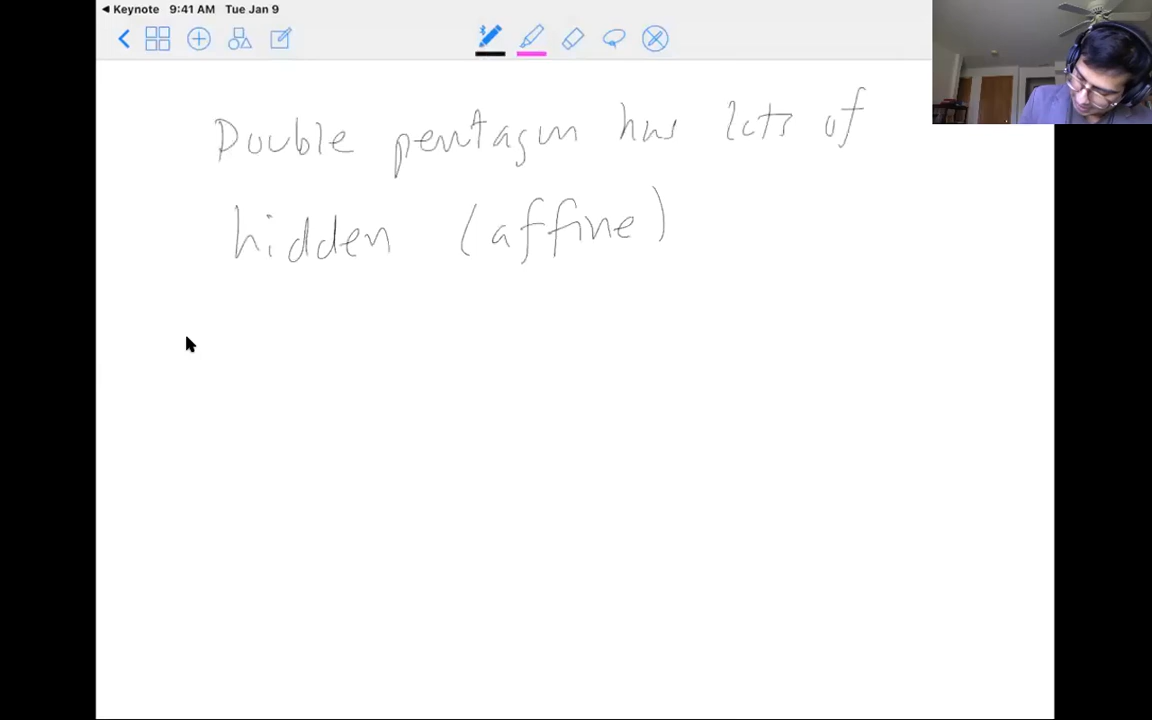 Keynote 9:41 AM Tue Jan 9
Double pentagon has lots of
hidden (affine)